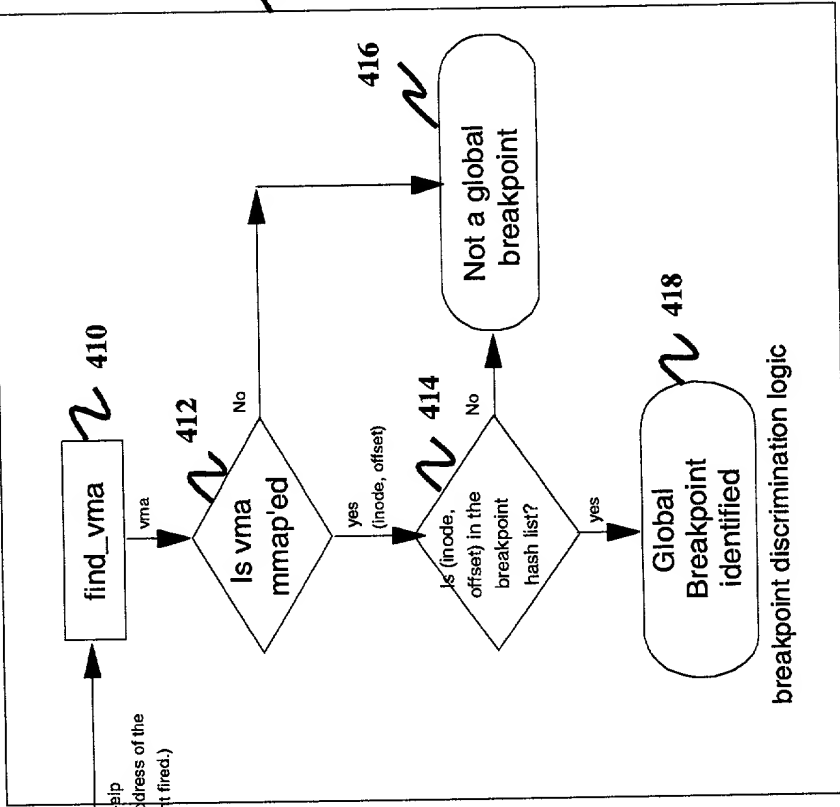 eip
dress of the
t fired.)
find_vma
410
vma
412
Is vma
mmap'ed
No
yes
(inode, offset)
414
Is (inode,
offset) in the
breakpoint
hash list?
No
416
Not a global
breakpoint
yes
418
Global
Breakpoint
identified
breakpoint discrimination logic